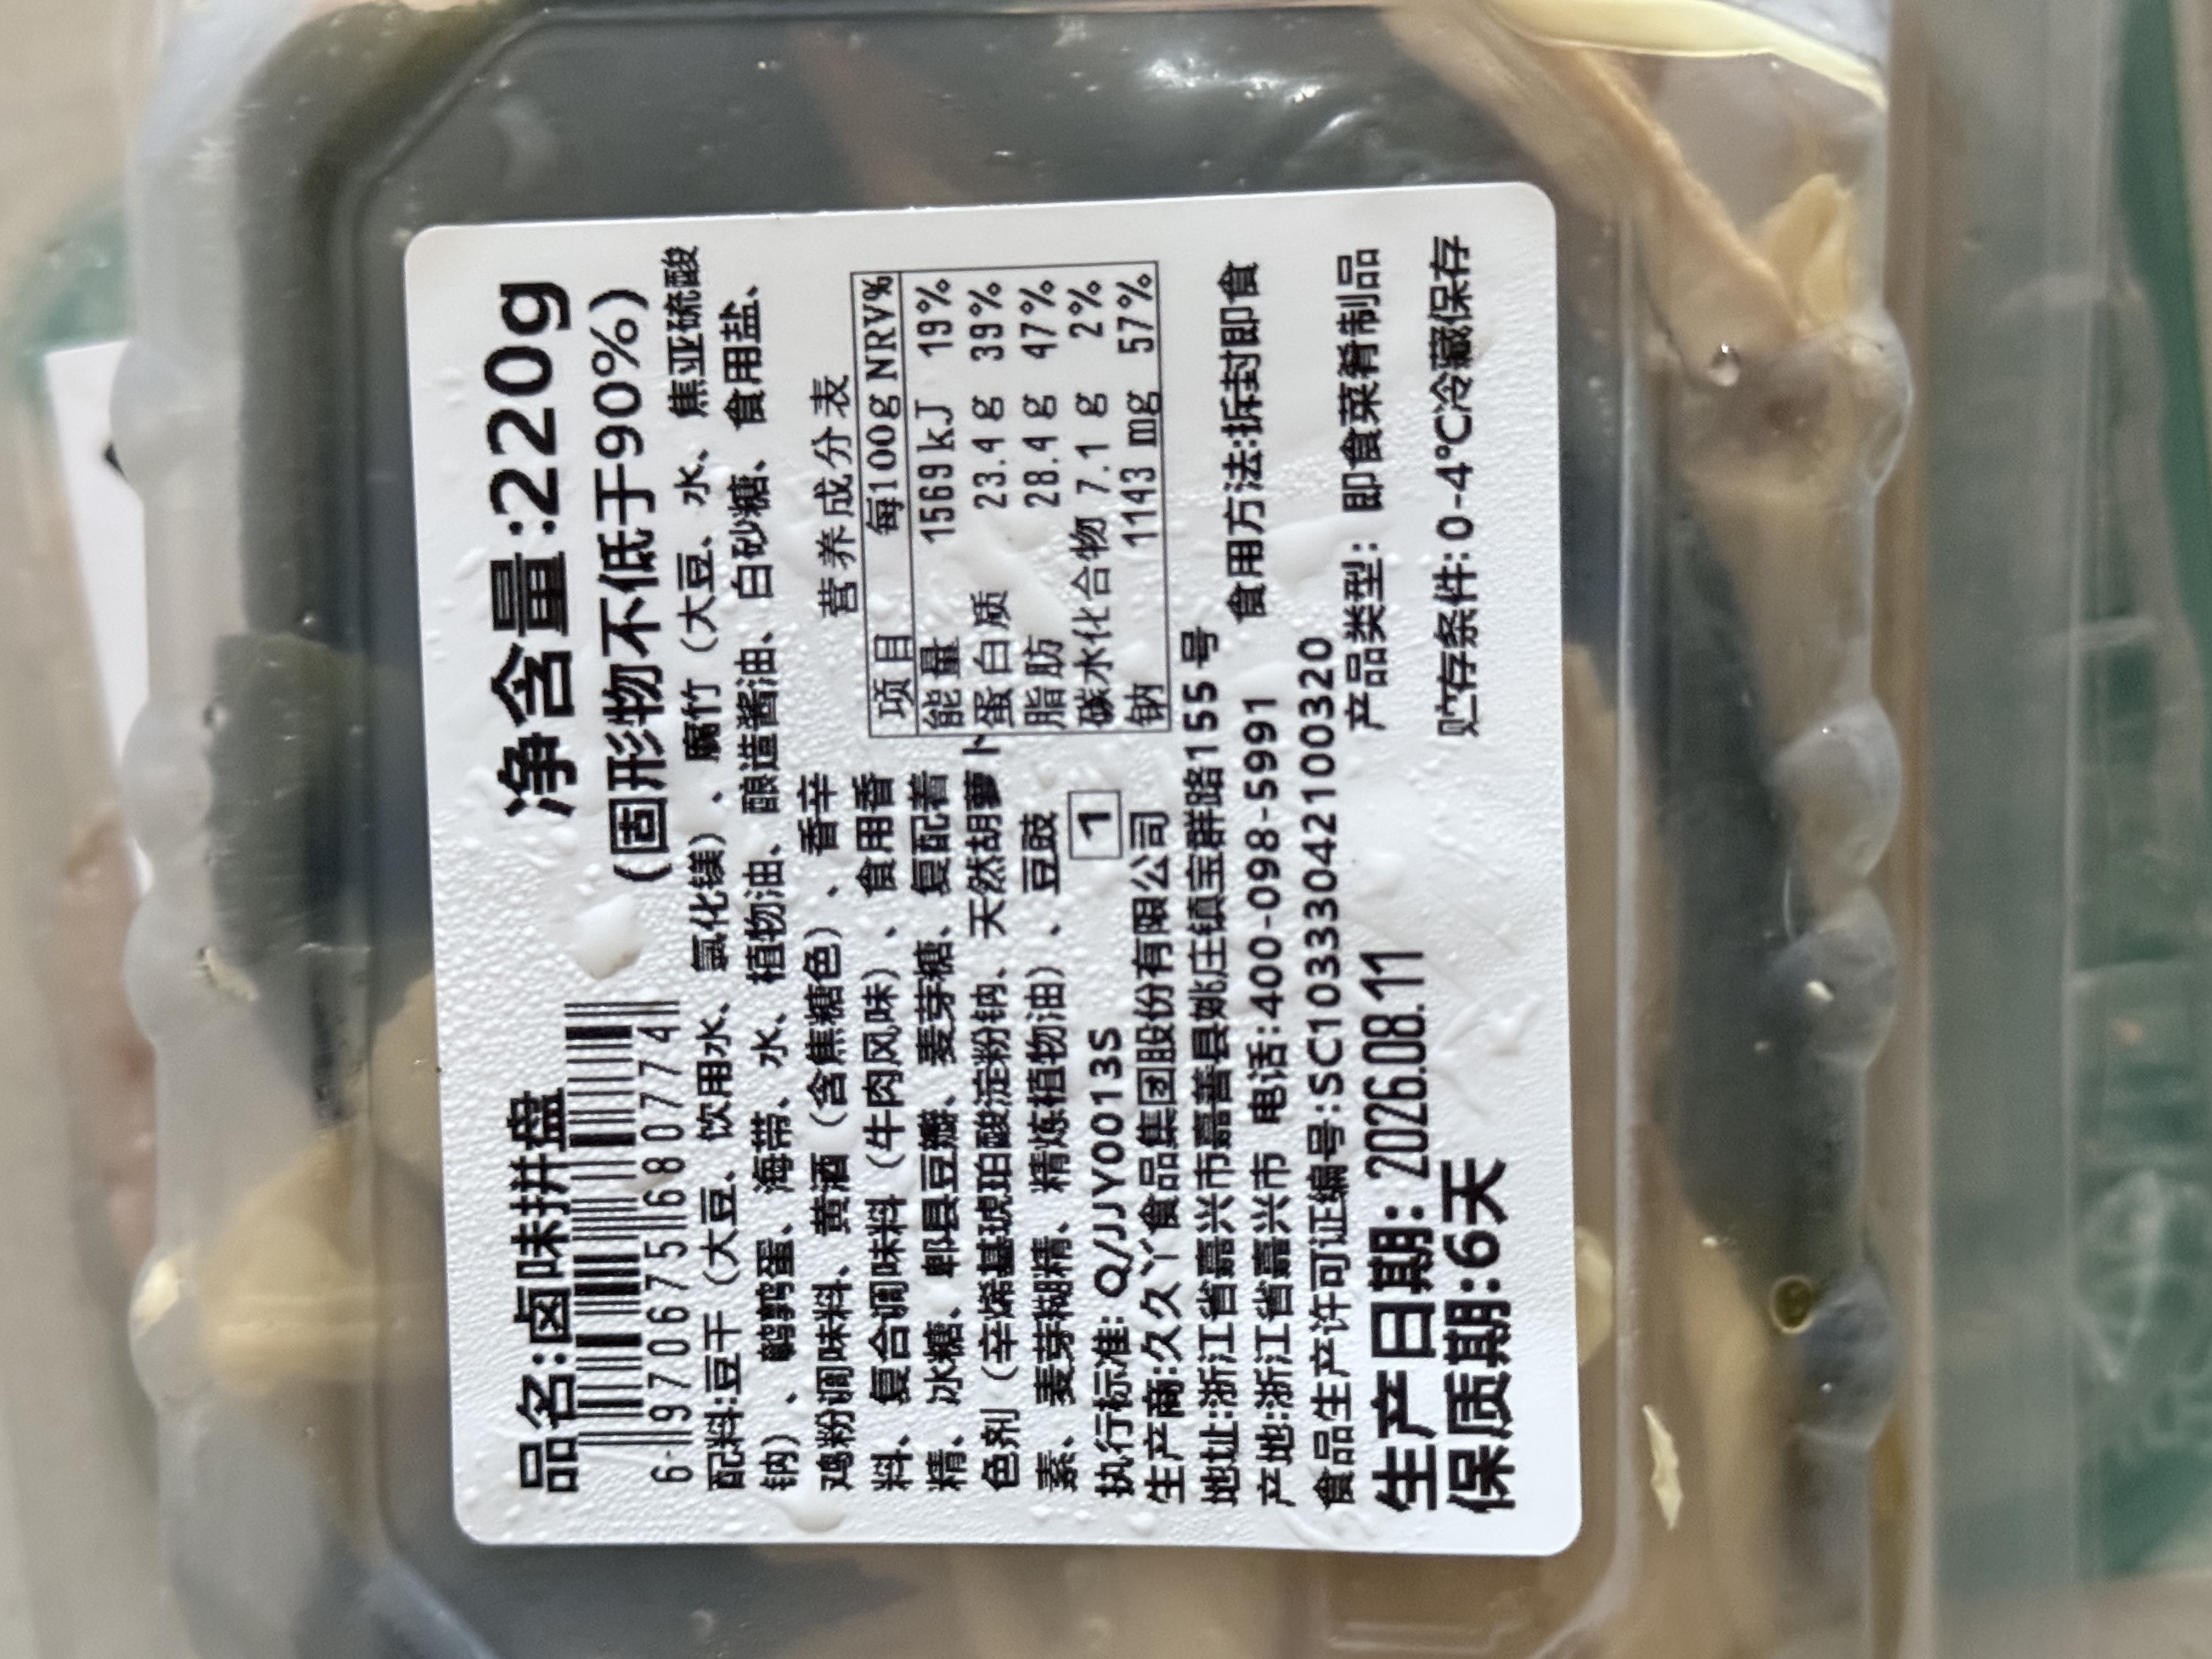 品名:卤味拼盘
净含量:220g
(固形物不低于90%)
6 970675 680774
配料:豆干（大豆、饮用水、氯化镁）、腐竹（大豆、水、焦亚硫酸
钠）、鹌鹑蛋、海带、水、植物油、酿造酱油、白砂糖、食用盐、
鸡粉调味料、黄酒（含焦糖色）、香辛
料、复合调味料（牛肉风味）、食用香
精、冰糖、郫县豆瓣、麦芽糖、复配着
色剂（辛烯基琥珀酸淀粉钠、天然胡萝卜
素、麦芽糊精、精炼植物油）、豆豉
营养成分表
项目 每100g NRV%
能量 1569kJ 19%
蛋白质 23.4 g 39%
脂肪 28.4 g 47%
碳水化合物 7.1 g 2%
钠 1143 mg 57%
执行标准: Q/JJY0013S 1
生产商:久久丫食品集团股份有限公司
地址:浙江省嘉兴市嘉善县姚庄镇宝群路155号
产地:浙江省嘉兴市 电话:400-098-5991
食用方法:拆封即食
食品生产许可证编号:SC10333042100320
产品类型：即食菜肴制品
生产日期: 2026.08.11
保质期:6天
贮存条件: 0-4℃冷藏保存